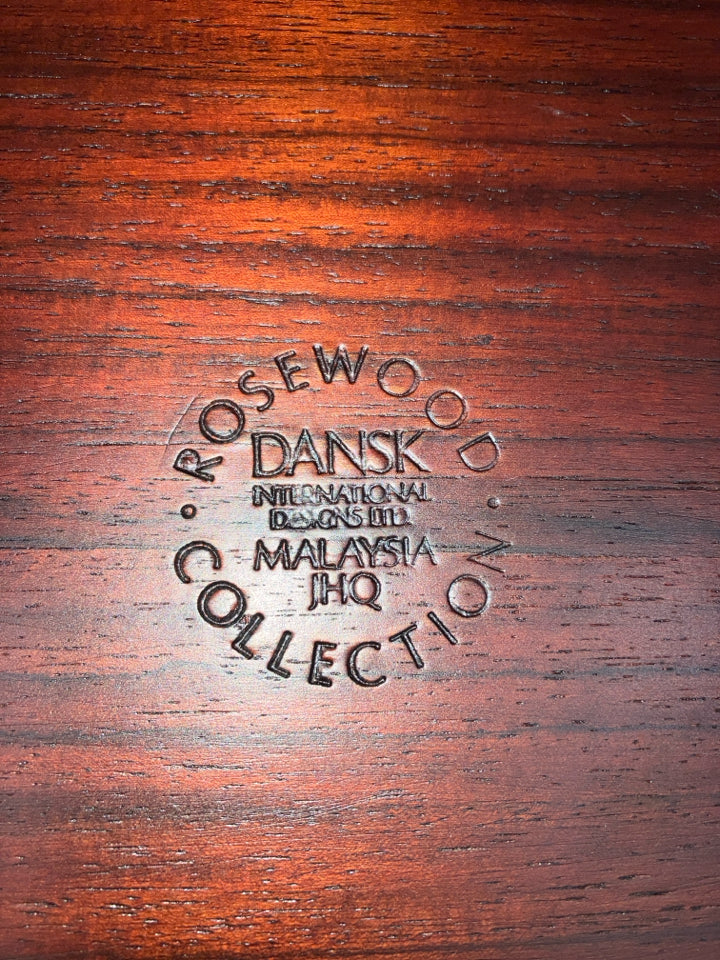 ROSEWOOD
DANSK
INTERNATIONAL
DESIGNS LTD.
MALAYSIA
JHQ
COLLECTION